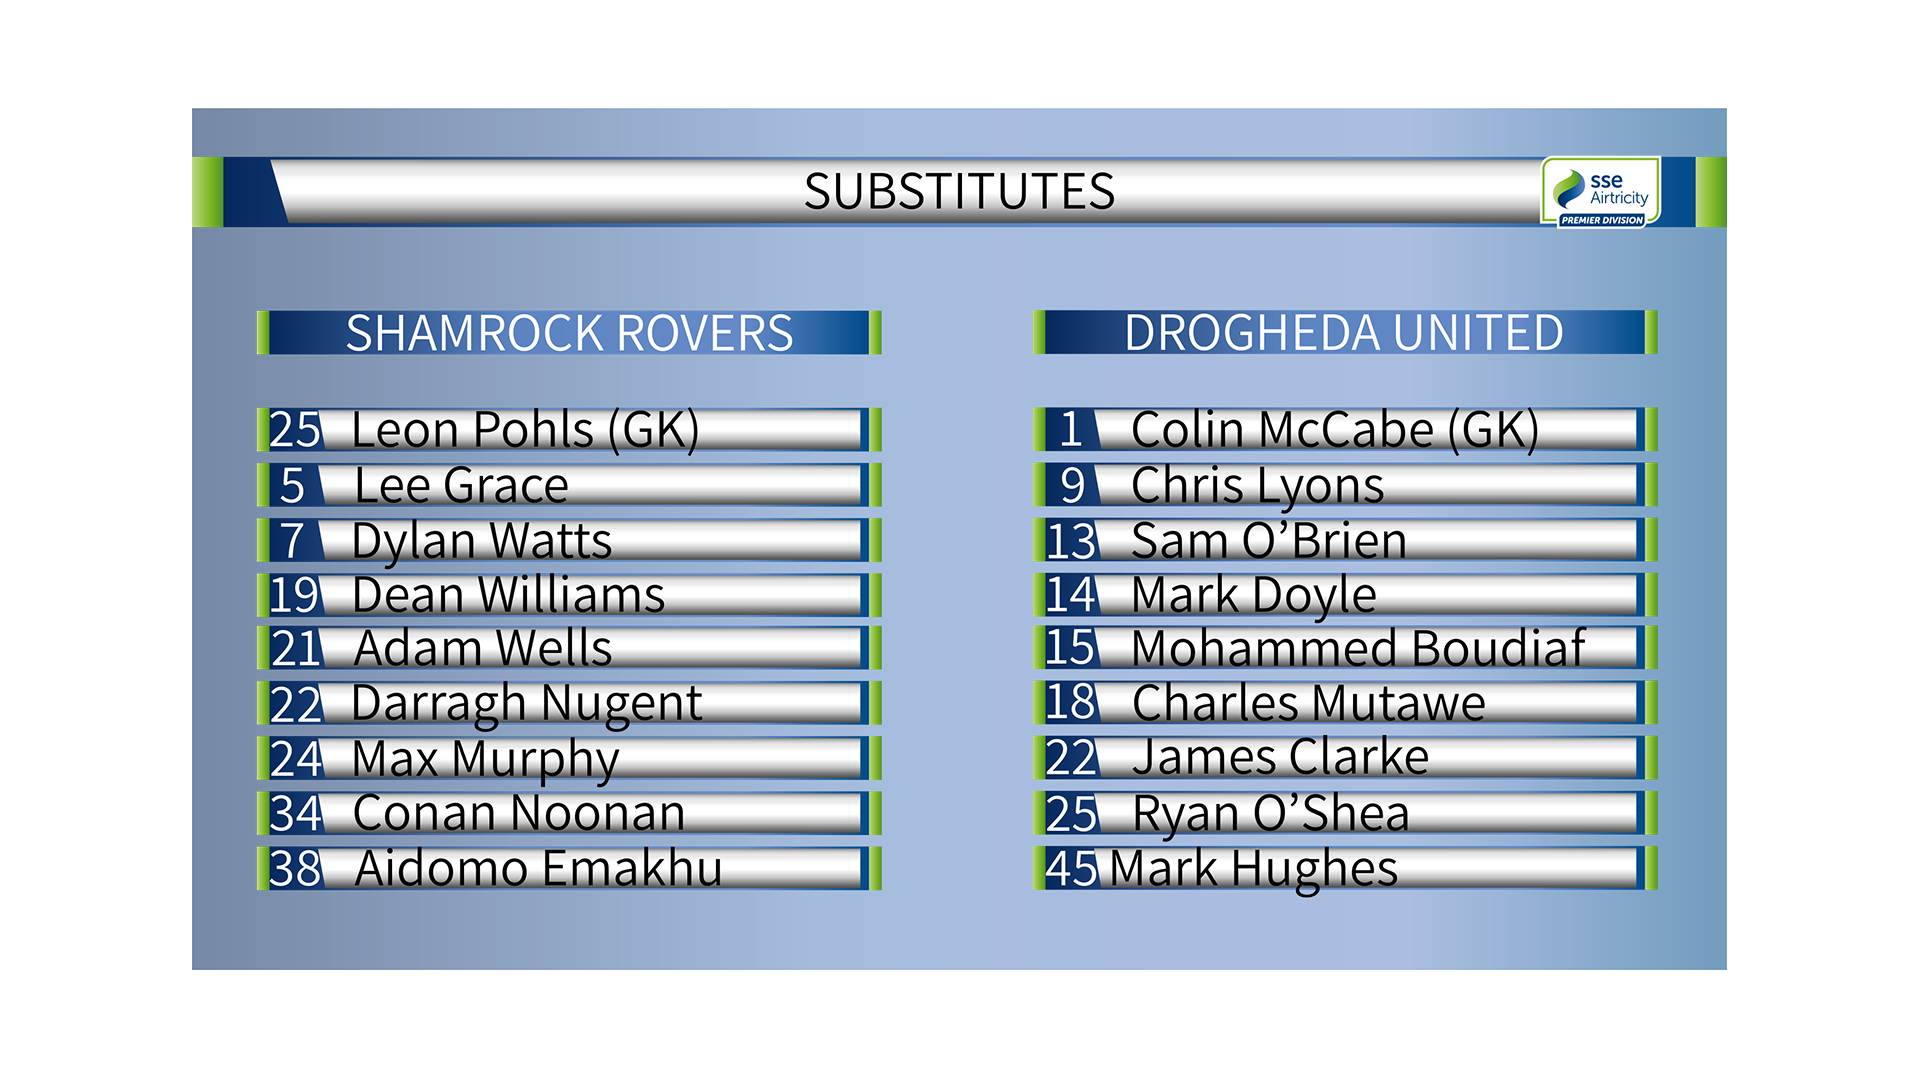 SUBSTITUTES
sse
Airtricity
PREMIER DIVISION
SHAMROCK ROVERS
25 Leon Pohls (GK)
5 Lee Grace
7 Dylan Watts
19 Dean Williams
21 Adam Wells
22 Darragh Nugent
24 Max Murphy
34 Conan Noonan
38 Aidomo Emakhu
DROGHEDA UNITED
1 Colin McCabe (GK)
9 Chris Lyons
13 Sam O’Brien
14 Mark Doyle
15 Mohammed Boudiaf
18 Charles Mutawe
22 James Clarke
25 Ryan O’Shea
45 Mark Hughes